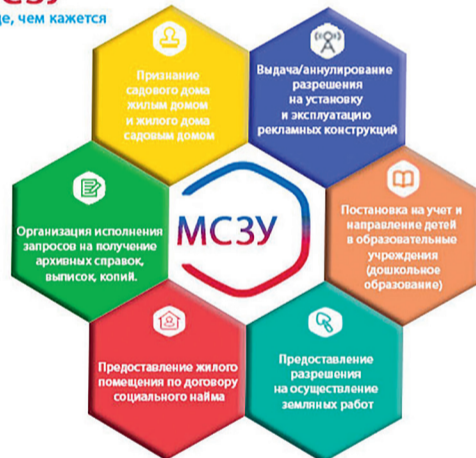 чем кажется
Признание
садового дома
жилым домом
и жилого дома
садовым домом
Выдача/аннулирование
разрешения
на установку
и эксплуатацию
рекламных конструкций
Организация исполнения
запросов на получение
архивных справок,
выписок, копий.
МСЗУ
Постановка на учет и
направление детей
в образовательные
учреждения
(дошкольное
образование)
Предоставление жилого
помещения по договору
социального найма
Предоставление
разрешения
на осуществление
земляных работ